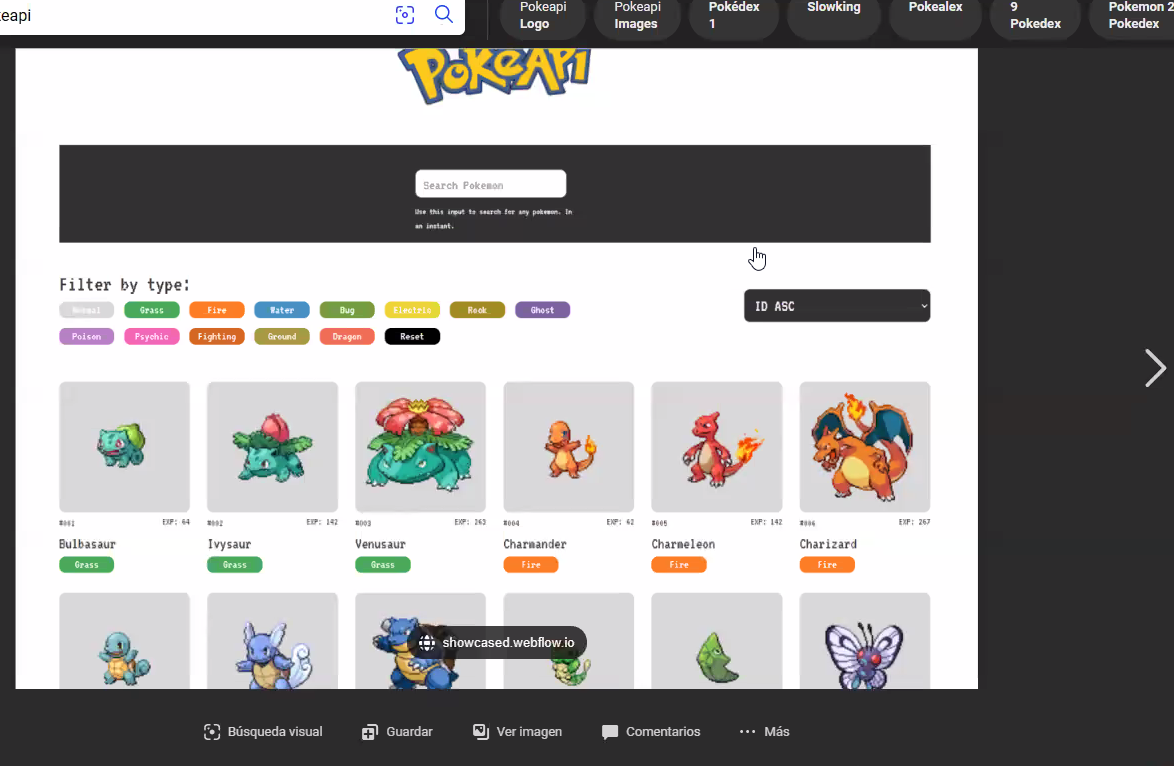 keapi
Pokeapi
Logo
Pokeapi
Images
Pokédex
1
Slowking
Pokealex
9
Pokedex
Pokemon 2
Pokedex
PokeApi
Search Pokemon
Use this input to search for any pokemon. In
an instant.
Filter by type:
ID ASC
Normal Grass Fire Water Bug Electric Rock Ghost
Poison Psychic Fighting Ground Dragon Reset
#001 EXP: 64 #002 EXP: 142 #003 EXP: 263 #004 EXP: 62 #005 EXP: 142 #006 EXP: 267
Bulbasaur Ivysaur Venusaur Charmander Charmeleon Charizard
Grass Grass Grass Fire Fire Fire
showcased.webflow.io
Búsqueda visual Guardar Ver imagen Comentarios Más